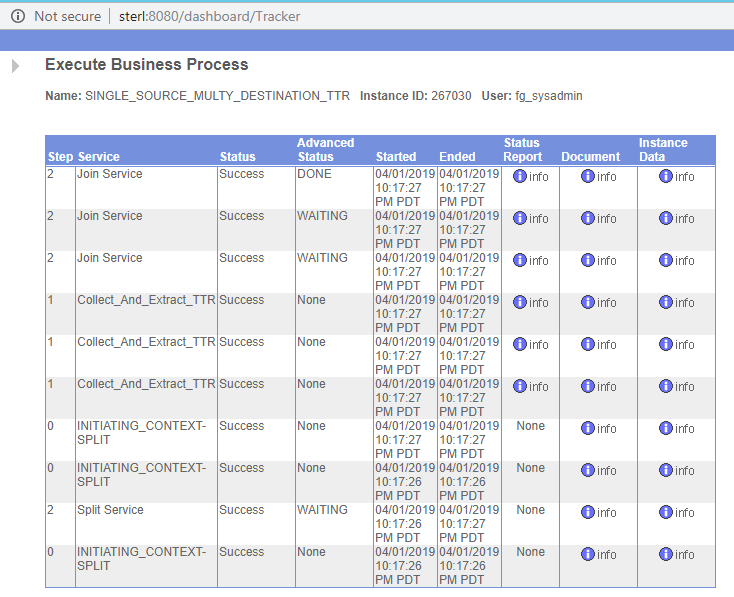 Not secure | sterl:8080/dashboard/Tracker
Execute Business Process
Name: SINGLE_SOURCE_MULTY_DESTINATION_TTR Instance ID: 267030 User: fg_sysadmin
Advanced Status Instance
Step Service Status Status Started Ended Report Document Data
2 Join Service Success DONE 04/01/2019 04/01/2019 info info info
10:17:27 10:17:27
PM PDT PM PDT
2 Join Service Success WAITING 04/01/2019 04/01/2019 info info info
10:17:27 10:17:27
PM PDT PM PDT
2 Join Service Success WAITING 04/01/2019 04/01/2019 info info info
10:17:27 10:17:27
PM PDT PM PDT
1 Collect_And_Extract_TTR Success None 04/01/2019 04/01/2019 info info info
10:17:27 10:17:27
PM PDT PM PDT
1 Collect_And_Extract_TTR Success None 04/01/2019 04/01/2019 info info info
10:17:27 10:17:27
PM PDT PM PDT
1 Collect_And_Extract_TTR Success None 04/01/2019 04/01/2019 info info info
10:17:27 10:17:27
PM PDT PM PDT
0 INITIATING_CONTEXT- Success None 04/01/2019 04/01/2019 None info info
SPLIT 10:17:27 10:17:27
PM PDT PM PDT
0 INITIATING_CONTEXT- Success None 04/01/2019 04/01/2019 None info info
SPLIT 10:17:26 10:17:26
PM PDT PM PDT
2 Split Service Success WAITING 04/01/2019 04/01/2019 None info info
10:17:26 10:17:27
PM PDT PM PDT
0 INITIATING_CONTEXT- Success None 04/01/2019 04/01/2019 None info info
SPLIT 10:17:26 10:17:26
PM PDT PM PDT